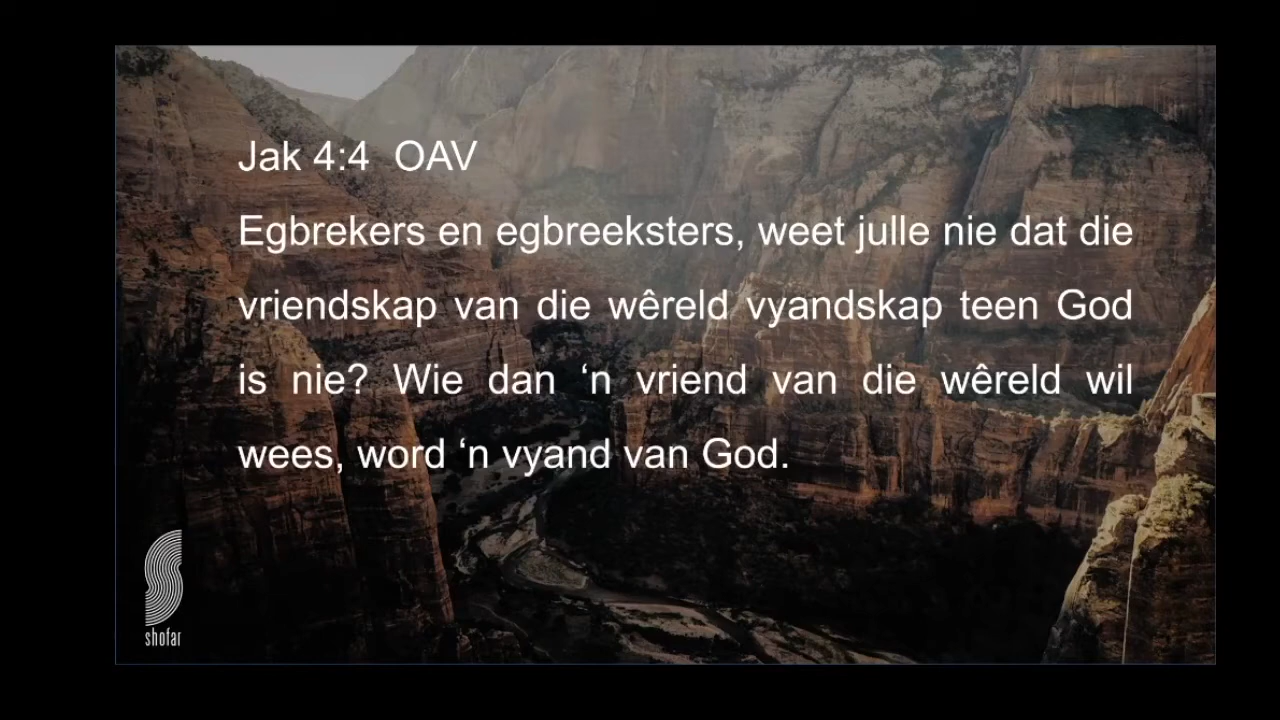 Jak 4:4 OAV
Egbrekers en egbreeksters, weet julle nie dat die
vriendskap van die wêreld vyandskap teen God
is nie? Wie dan ‘n vriend van die wêreld wil
wees, word ‘n vyand van God.
shofar